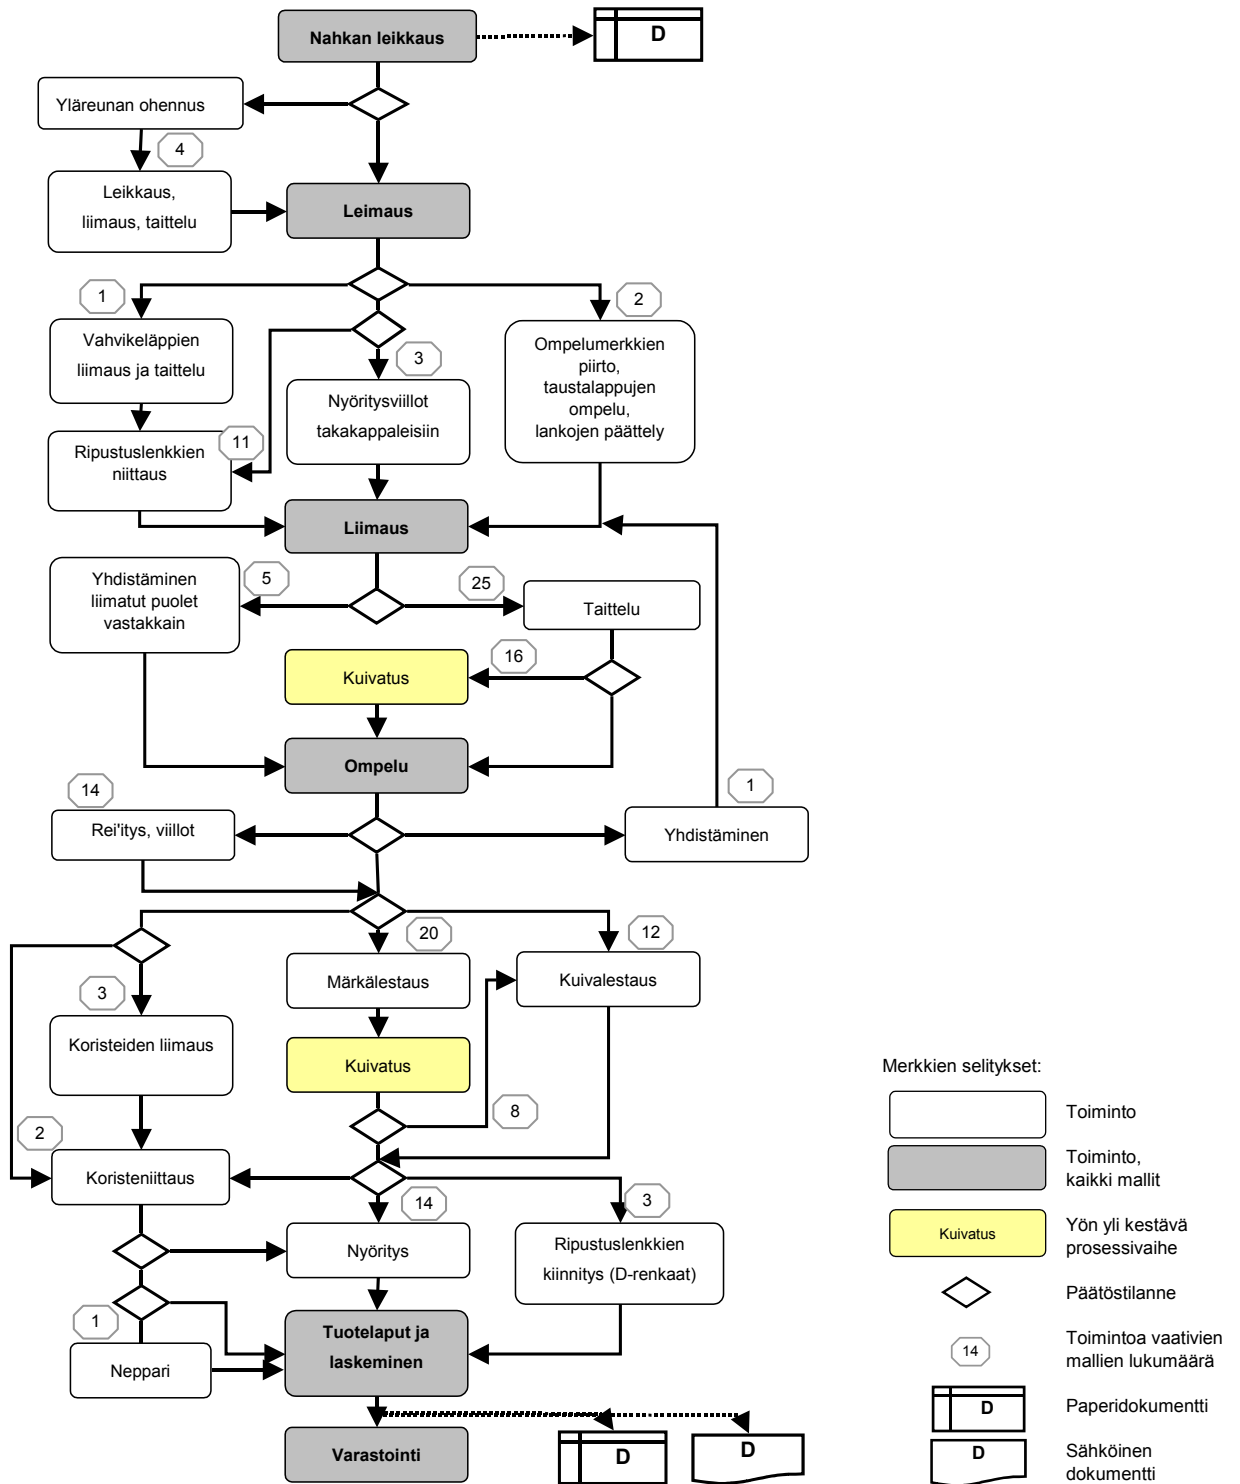 Nahkan leikkaus
D
Yläreunan ohennus
4
Leikkaus,
liimaus, taittelu
Leimaus
1
2
Vahvikeläppien
liimaus ja taittelu
3
Ompelumerkkien
piirto,
taustalappujen
ompelu,
lankojen päättely
Nyöritysviillot
takakappaleisiin
11
Ripustuslenkkien
niittaus
Liimaus
Yhdistäminen
liimatut puolet
vastakkain
5
25
Taittelu
16
Kuivatus
Ompelu
14
1
Rei'itys, viillot
Yhdistäminen
20
12
Märkälestaus
Kuivalestaus
3
Koristeiden liimaus
Kuivatus
8
2
Koristeniittaus
14
3
Nyöritys
Ripustuslenkkien
kiinnitys (D-renkaat)
1
Neppari
Tuotelaput ja
laskeminen
Varastointi
D
D
Merkkien selitykset:
Toiminto
Toiminto,
kaikki mallit
Kuivatus
Yön yli kestävä
prosessivaihe
Päätöstilanne
14
Toimintoa vaativien
mallien lukumäärä
D
Paperidokumentti
D
Sähköinen
dokumentti